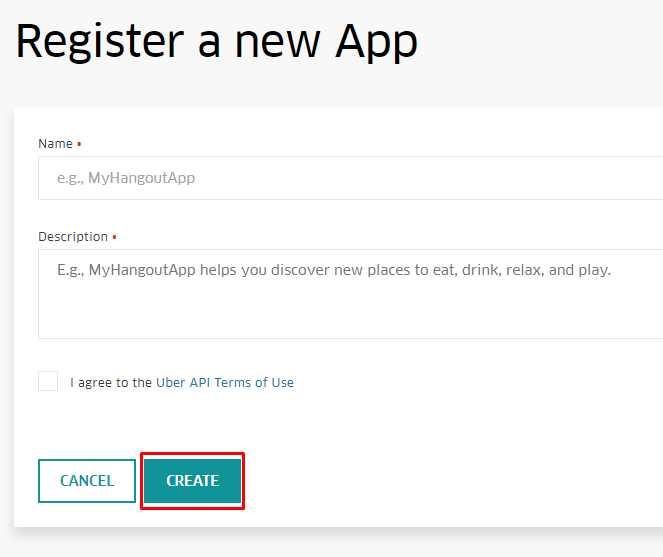 Register a new App
Name •
e.g., MyHangoutApp
Description •
E.g., MyHangoutApp helps you discover new places to eat, drink, relax, and play.
I agree to the Uber API Terms of Use
CANCEL CREATE